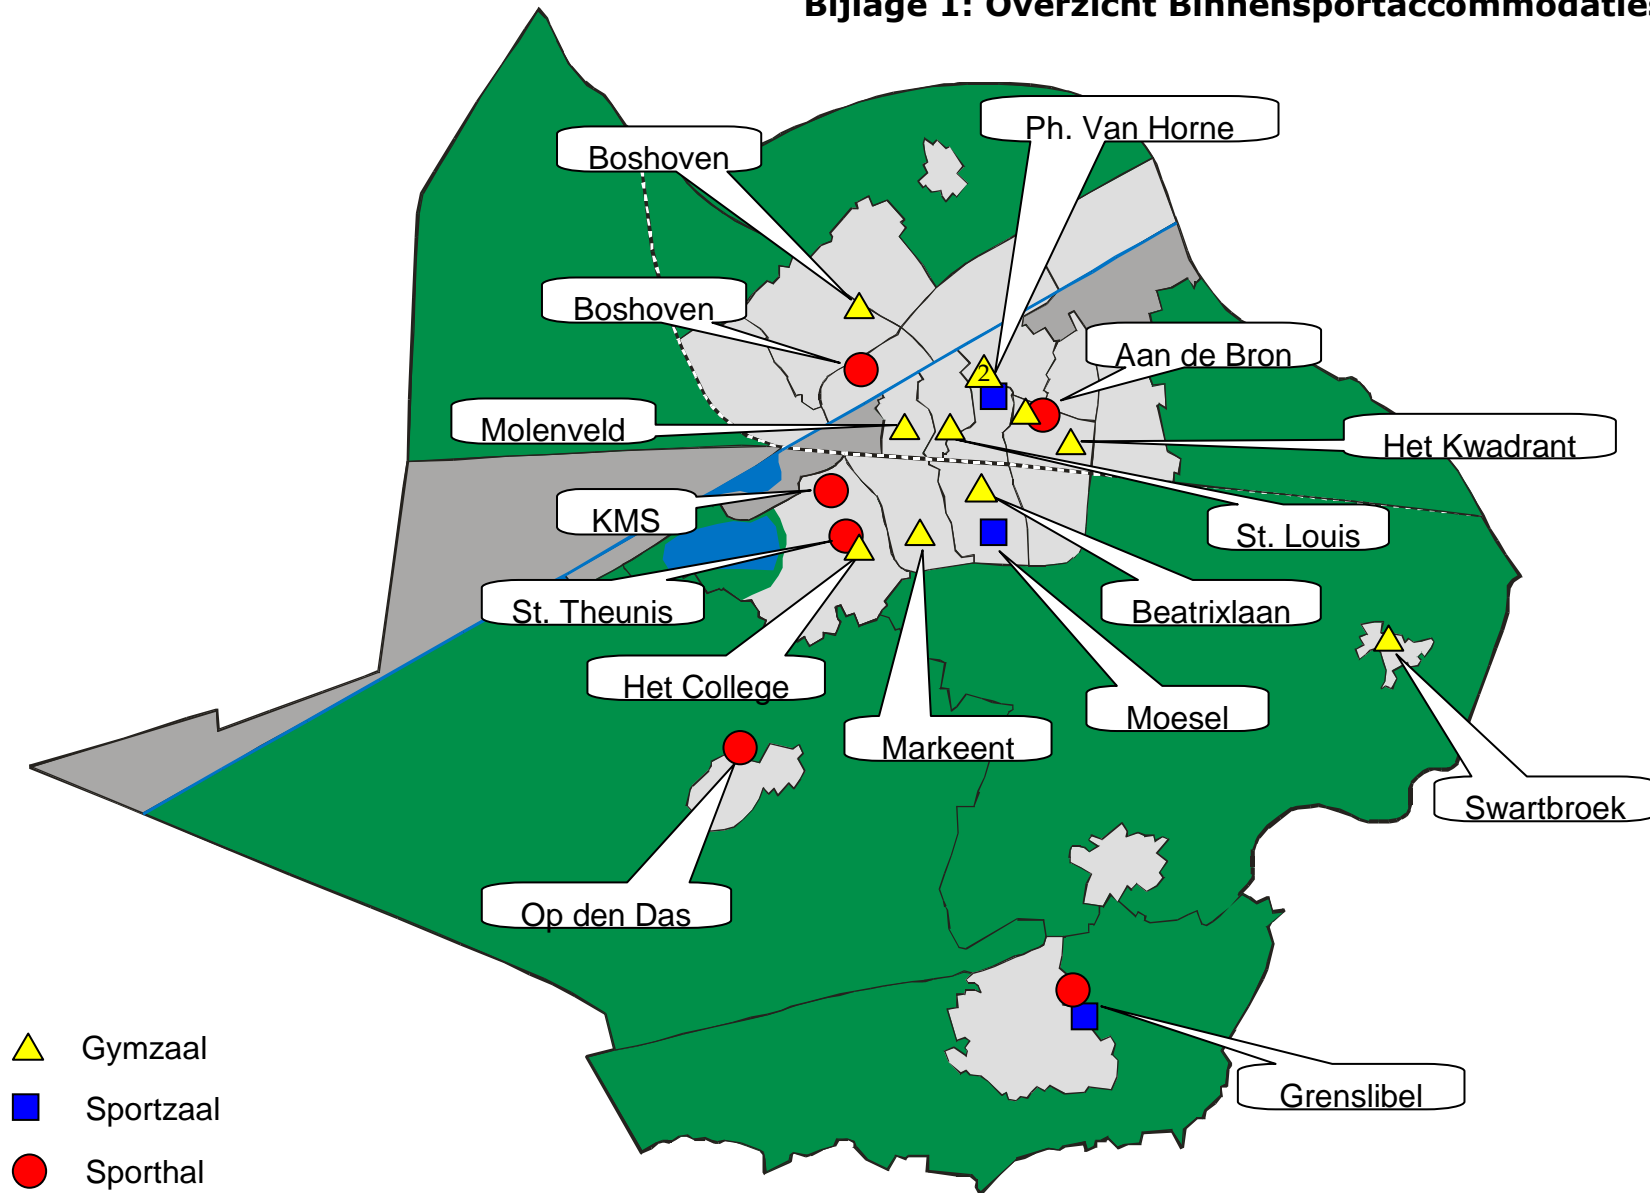 Bijlage 1: Overzicht Binnensportaccommodaties
Ph. Van Horne
Boshoven
Boshoven
Aan de Bron
2
Molenveld
Het Kwadrant
KMS
St. Louis
St. Theunis
Beatrixlaan
Het College
Moesel
Markeent
Swartbroek
Op den Das
Grenslibel
Gymzaal
Sportzaal
Sporthal